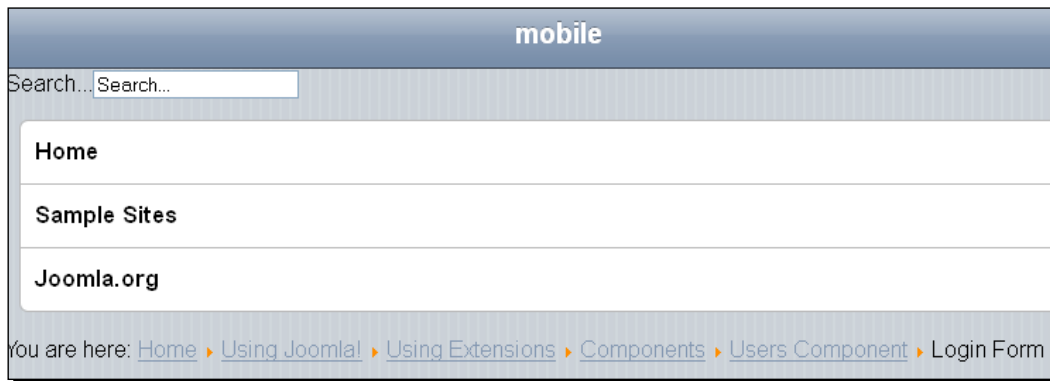 mobile
Search... Search...
Home
Sample Sites
Joomla.org
You are here: Home Using Joomla! Using Extensions Components Users Component Login Form